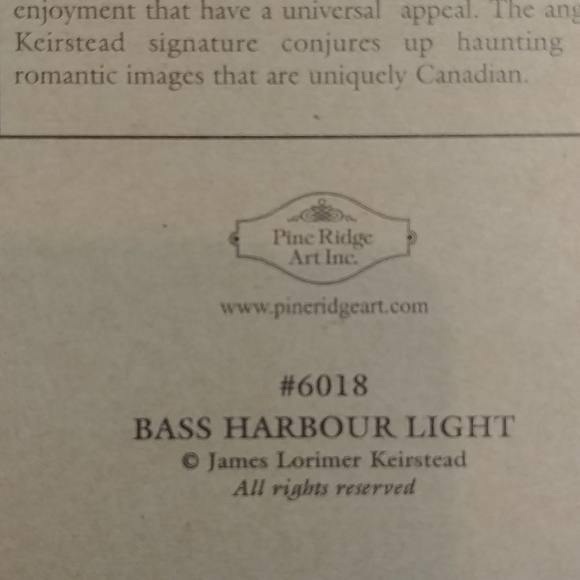 enjoyment that have a universal appeal. The
Keirstead signature conjures up haunting
romantic images that are uniquely Canadian.
Pine Ridge
Art Inc.
www.pineridgeart.com
#6018
BASS HARBOUR LIGHT
© James Lorimer Keirstead
All rights reserved